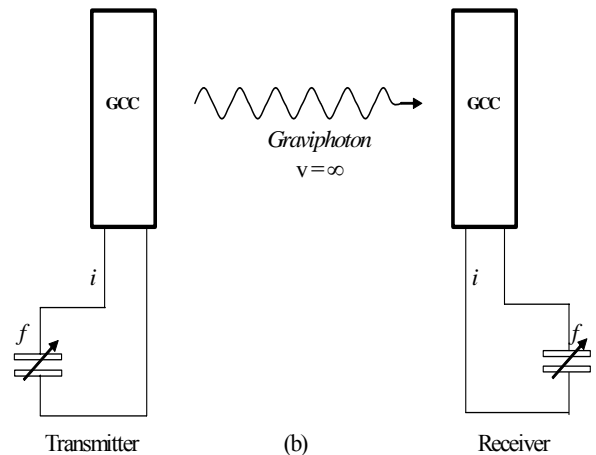 GCC
GCC
Graviphoton
v = ∞
i
i
f
f
Transmitter
(b)
Receiver